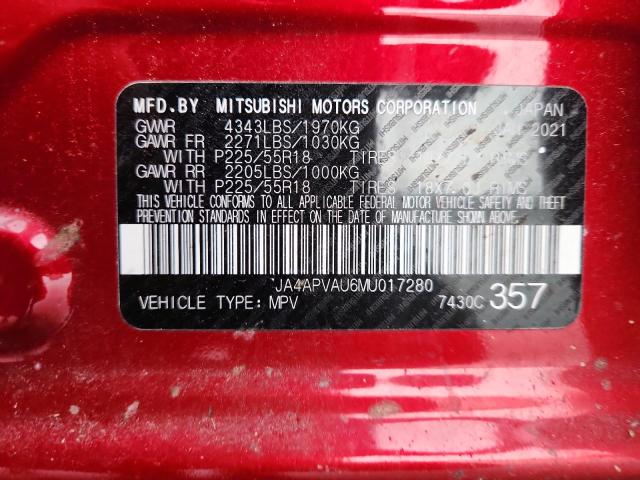 MFD.BY MITSUBISHI MOTORS CORPORATION JAPAN
GVWR 4343LBS/1970KG 2021
GAWR FR 2271LBS/1030KG
WITH P225/55R18 TIRES RIMS
GAWR RR 2205LBS/1000KG
WITH P225/55R18 TIRES 18X7. RIMS
THIS VEHICLE CONFORMS TO ALL APPLICABLE FEDERAL MOTOR VEHICLE SAFETY AND THEFT
PREVENTION STANDARDS IN EFFECT ON THE DATE OF MANUFACTURE SHOWN ABOVE.
JA4APVAU6MU017280
VEHICLE TYPE: MPV 7430C 357